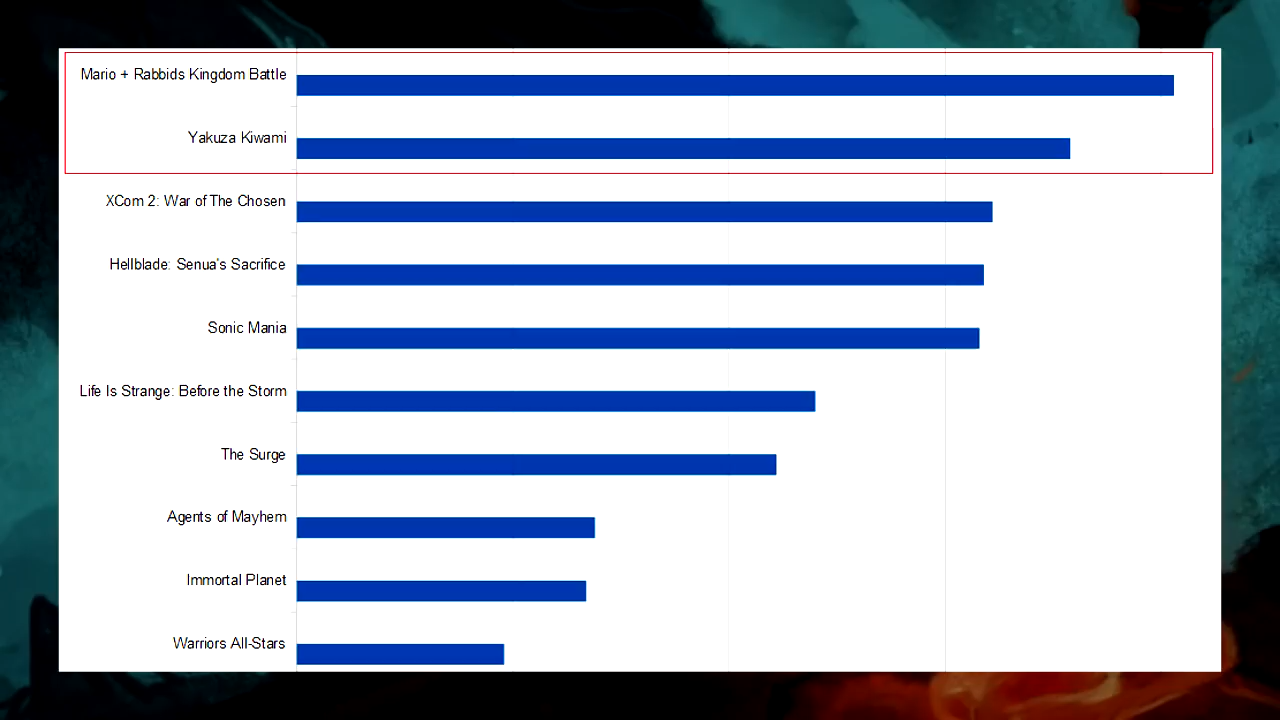 Mario + Rabbids Kingdom Battle
Yakuza Kiwami
XCom 2: War of The Chosen
Hellblade: Senua's Sacrifice
Sonic Mania
Life Is Strange: Before the Storm
The Surge
Agents of Mayhem
Immortal Planet
Warriors All-Stars